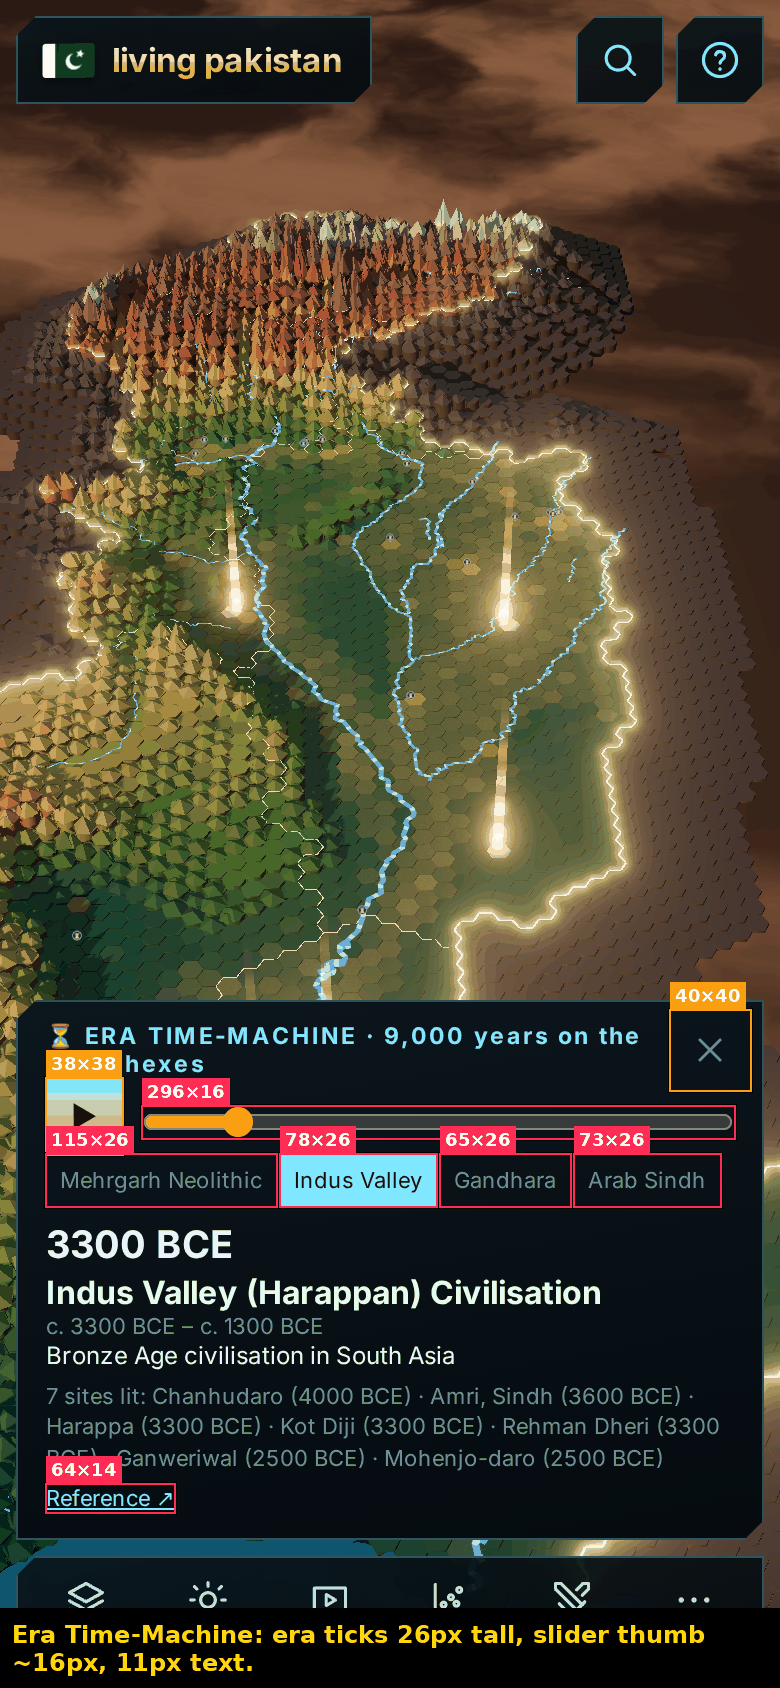 living pakistan
40×40
⏳ ERA TIME-MACHINE · 9,000 years on the
hexes
38×38
296×16
115×26
78×26
65×26
73×26
Mehrgarh Neolithic
Indus Valley
Gandhara
Arab Sindh
3300 BCE
Indus Valley (Harappan) Civilisation
c. 3300 BCE – c. 1300 BCE
Bronze Age civilisation in South Asia
7 sites lit: Chanhudaro (4000 BCE) · Amri, Sindh (3600 BCE) ·
Harappa (3300 BCE) · Kot Diji (3300 BCE) · Rehman Dheri (3300
BCE) · Ganweriwal (2500 BCE) · Mohenjo-daro (2500 BCE)
64×14
Reference ↗
Era Time-Machine: era ticks 26px tall, slider thumb
~16px, 11px text.